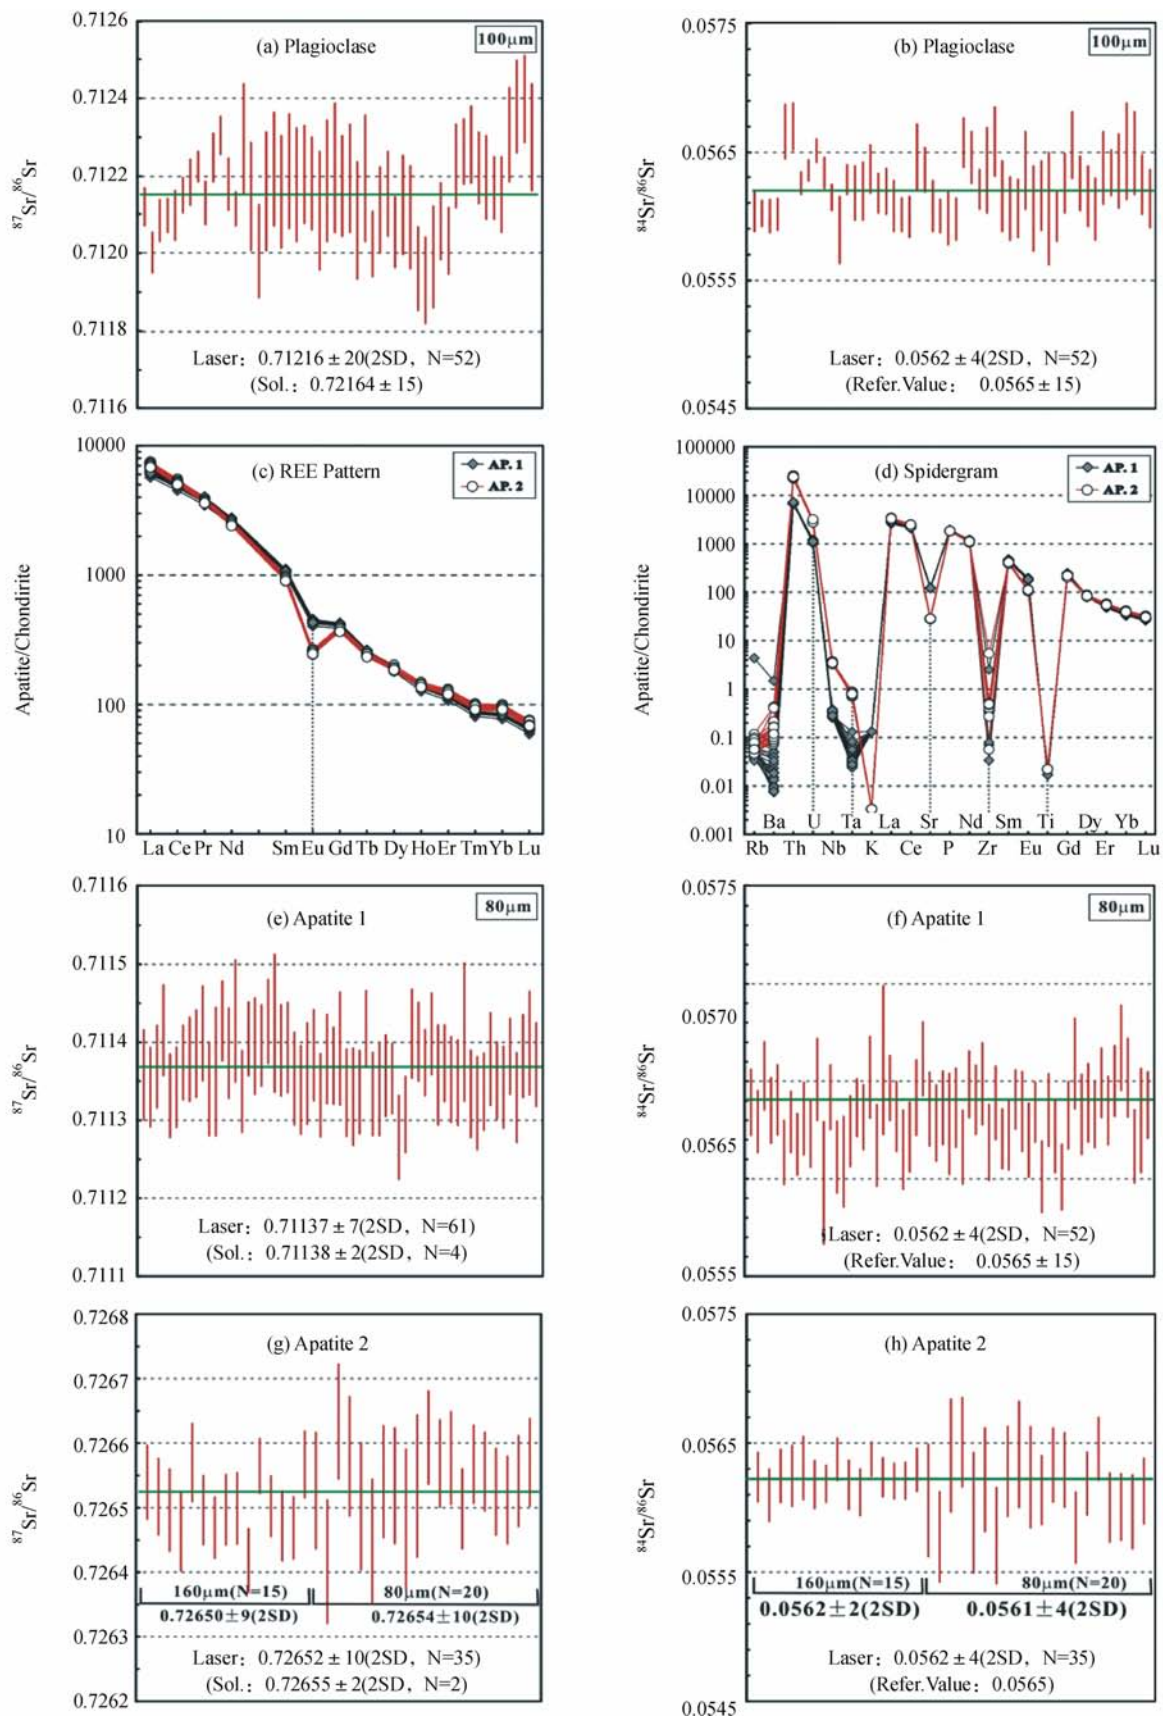 0.7126
0.7124
0.7122
0.7120
0.7118
0.7116
87Sr/86Sr
(a) Plagioclase
100μm
Laser: 0.71216 ± 20(2SD, N=52)
(Sol.: 0.72164 ± 15)
0.0575
0.0565
0.0555
0.0545
84Sr/86Sr
(b) Plagioclase
100μm
Laser: 0.0562 ± 4(2SD, N=52)
(Refer.Value: 0.0565 ± 15)
10000
1000
100
10
Apatite/Chondirite
(c) REE Pattern
AP. 1
AP. 2
La Ce Pr Nd Sm Eu Gd Tb Dy Ho Er Tm Yb Lu
100000
10000
1000
100
10
1
0.1
0.01
0.001
Apatite/Chondirite
(d) Spidergram
AP. 1
AP. 2
Ba U Ta La Sr Nd Sm Ti Dy Yb
Rb Th Nb K Ce P Zr Eu Gd Er Lu
0.7116
0.7115
0.7114
0.7113
0.7112
0.7111
87Sr/86Sr
(e) Apatite 1
80μm
Laser: 0.71137 ± 7(2SD, N=61)
(Sol.: 0.71138 ± 2(2SD, N=4)
0.0575
0.0570
0.0565
0.0555
84Sr/86Sr
(f) Apatite 1
80μm
Laser: 0.0562 ± 4(2SD, N=52)
(Refer.Value: 0.0565 ± 15)
0.7268
0.7267
0.7266
0.7265
0.7264
0.7263
0.7262
87Sr/86Sr
(g) Apatite 2
160μm(N=15)
80μm(N=20)
0.72650 ± 9(2SD)
0.72654 ± 10(2SD)
Laser: 0.72652 ± 10(2SD, N=35)
(Sol.: 0.72655 ± 2(2SD, N=2)
0.0575
0.0565
0.0555
0.0545
84Sr/86Sr
(h) Apatite 2
160μm(N=15)
80μm(N=20)
0.0562 ± 2(2SD)
0.0561 ± 4(2SD)
Laser: 0.0562 ± 4(2SD, N=35)
(Refer.Value: 0.0565)